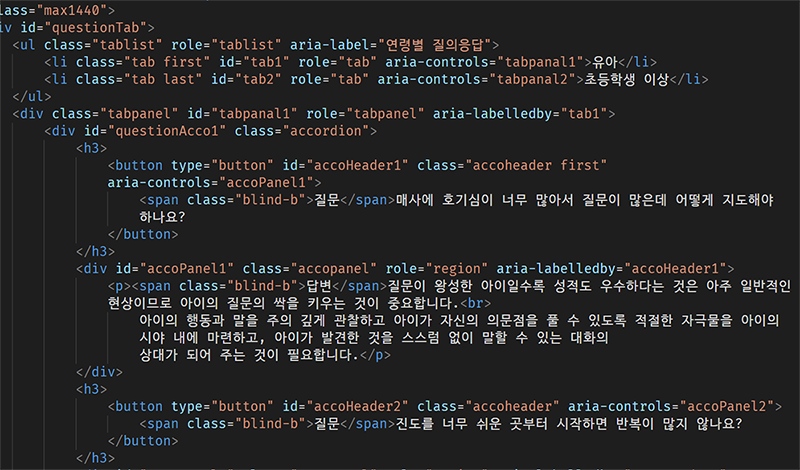 lass="max1440">
iv id="questionTab">
<ul class="tablist" role="tablist" aria-label="연령별 질의응답">
<li class="tab first" id="tab1" role="tab" aria-controls="tabpanal1">유아</li>
<li class="tab last" id="tab2" role="tab" aria-controls="tabpanal2">초등학생 이상</li>
</ul>
<div class="tabpanel" id="tabpanal1" role="tabpanel" aria-labelledby="tab1">
<div id="questionAcco1" class="accordion">
<h3>
<button type="button" id="accoHeader1" class="accoheader first"
aria-controls="accoPanel1">
<span class="blind-b">질문</span>매사에 호기심이 너무 많아서 질문이 많은데 어떻게 지도해야
하나요?
</button>
</h3>
<div id="accoPanel1" class="accopanel" role="region" aria-labelledby="accoHeader1">
<p><span class="blind-b">답변</span>질문이 왕성한 아이일수록 성적도 우수하다는 것은 아주 일반적인
현상이므로 아이의 질문의 싹을 키우는 것이 중요합니다.<br>
아이의 행동과 말을 주의 깊게 관찰하고 아이가 자신의 의문점을 풀 수 있도록 적절한 자극물을 아이의
시야 내에 마련하고, 아이가 발견한 것을 스스럼 없이 말할 수 있는 대화의
상대가 되어 주는 것이 필요합니다.</p>
</div>
<h3>
<button type="button" id="accoHeader2" class="accoheader" aria-controls="accoPanel2">
<span class="blind-b">질문</span>진도를 너무 쉬운 곳부터 시작하면 반복이 많지 않나요?
</button>
</h3>